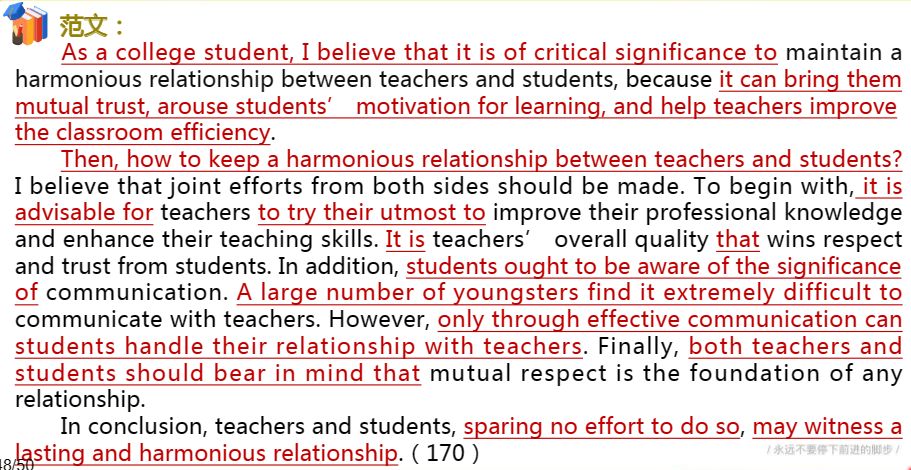 范文：
As a college student, I believe that it is of critical significance to maintain a
harmonious relationship between teachers and students, because it can bring them
mutual trust, arouse students’ motivation for learning, and help teachers improve
the classroom efficiency.
Then, how to keep a harmonious relationship between teachers and students?
I believe that joint efforts from both sides should be made. To begin with, it is
advisable for teachers to try their utmost to improve their professional knowledge
and enhance their teaching skills. It is teachers’ overall quality that wins respect
and trust from students. In addition, students ought to be aware of the significance
of communication. A large number of youngsters find it extremely difficult to
communicate with teachers. However, only through effective communication can
students handle their relationship with teachers. Finally, both teachers and
students should bear in mind that mutual respect is the foundation of any
relationship.
In conclusion, teachers and students, sparing no effort to do so, may witness a
lasting and harmonious relationship.（170）
/ 永远不要停下前进的脚步 /
48/50